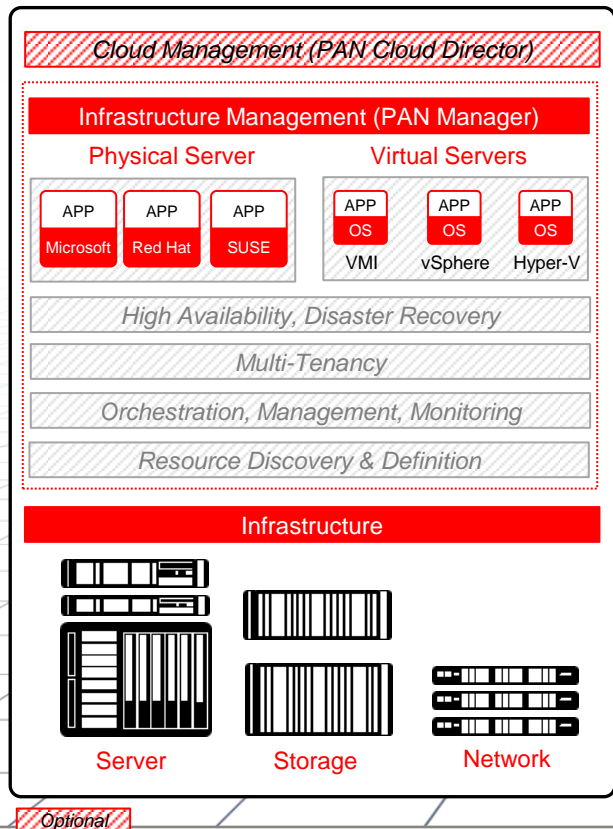 Cloud Management (PAN Cloud Director)
Infrastructure Management (PAN Manager)
Physical Server Virtual Servers
APP APP APP APP APP APP
Microsoft Red Hat SUSE OS OS OS
VMI vSphere Hyper-V
High Availability, Disaster Recovery
Multi-Tenancy
Orchestration, Management, Monitoring
Resource Discovery & Definition
Infrastructure
Server Storage Network
Optional